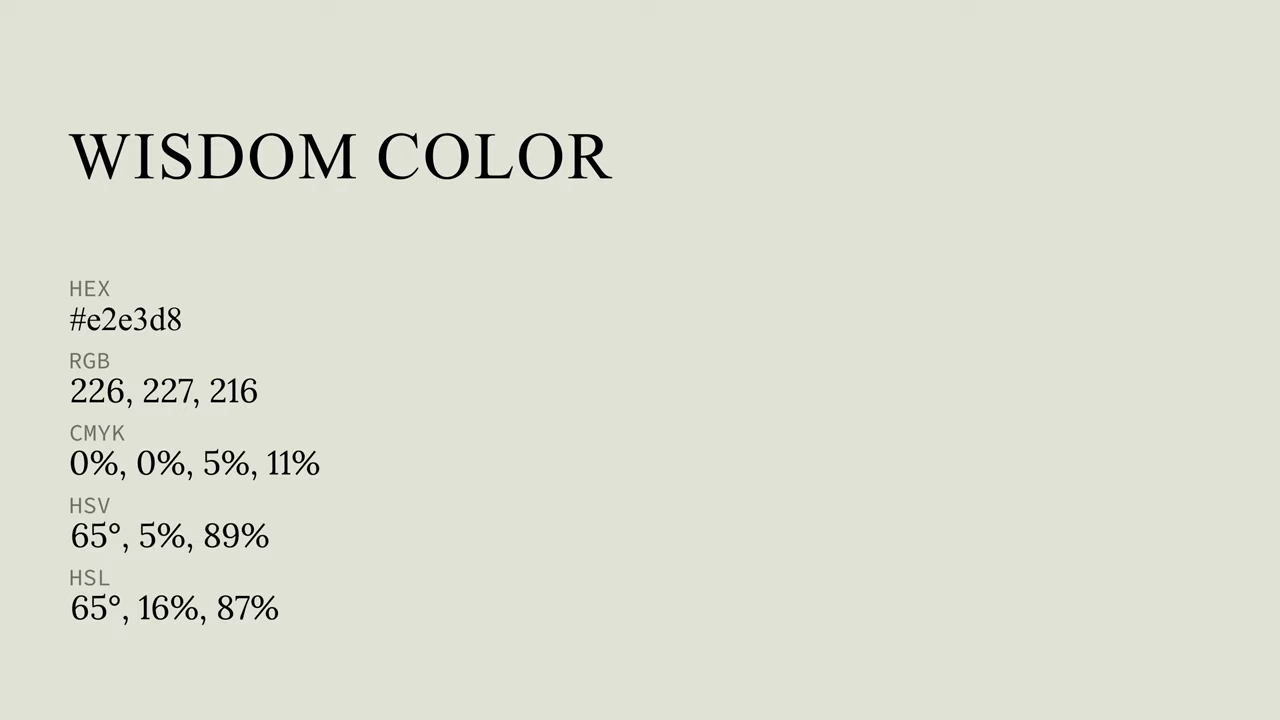 WISDOM COLOR
HEX
#e2e3d8
RGB
226, 227, 216
CMYK
0%, 0%, 5%, 11%
HSV
65°, 5%, 89%
HSL
65°, 16%, 87%